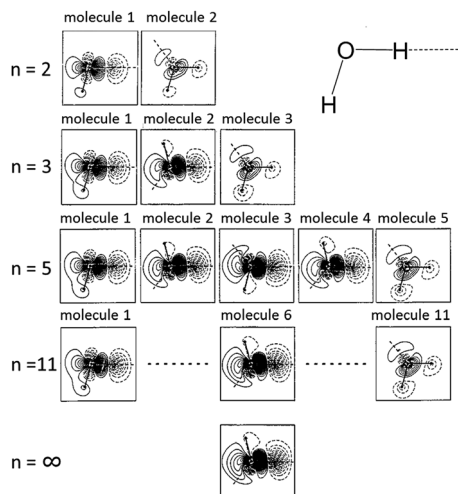 molecule 1 molecule 2
n = 2
O H
H
molecule 1 molecule 2 molecule 3
n = 3
molecule 1 molecule 2 molecule 3 molecule 4 molecule 5
n = 5
molecule 1 molecule 6 molecule 11
n =11
n = ∞